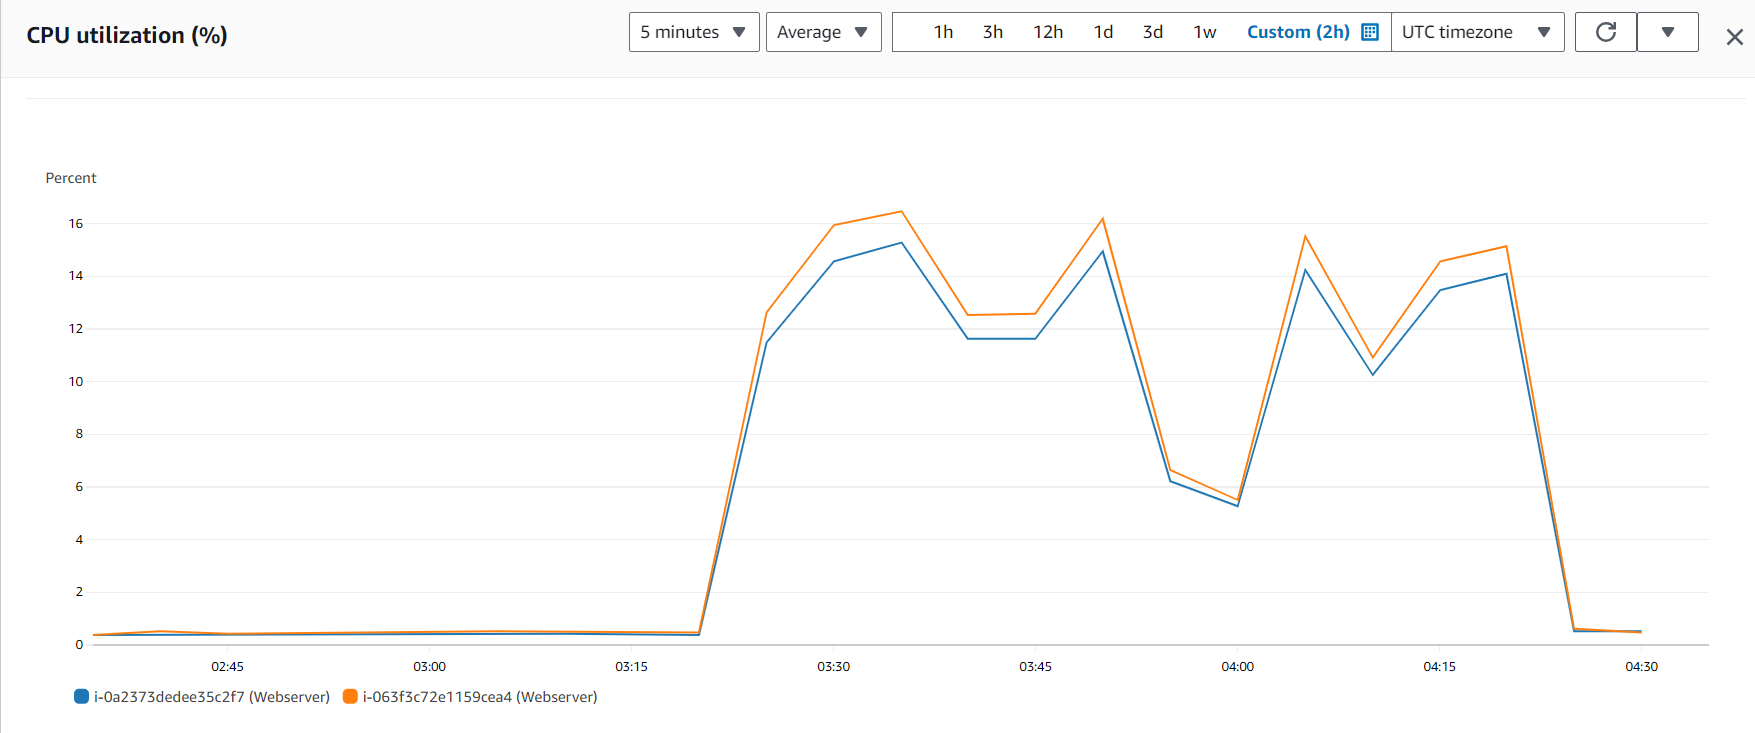 CPU utilization (%)
5 minutes
Average
1h 3h 12h 1d 3d 1w Custom (2h)
UTC timezone
Percent
16
14
12
10
8
6
4
2
0
02:45 03:00 03:15 03:30 03:45 04:00 04:15 04:30
i-0a2373dedee35c2f7 (Webserver) i-063f3c72e1159cea4 (Webserver)